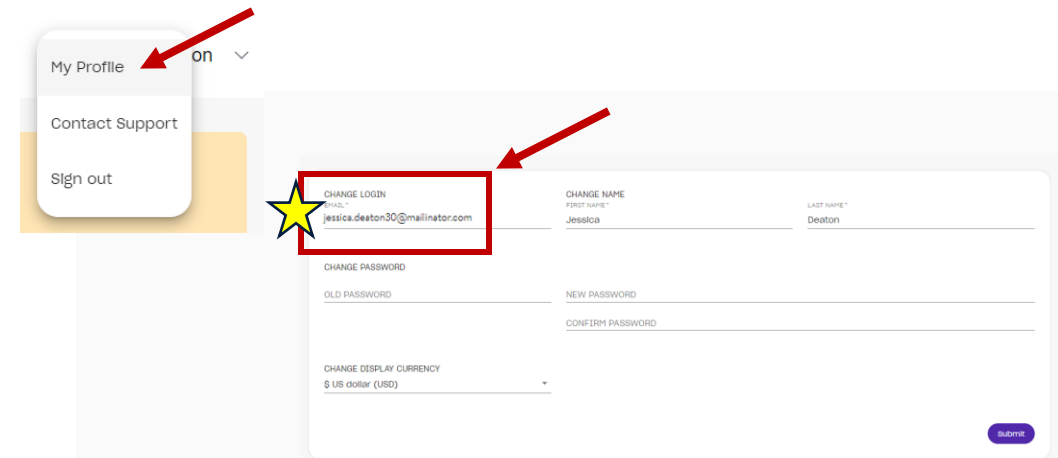 on
My Profile
Contact Support
Sign out
CHANGE LOGIN
EMAIL *
jessica.deaton30@mailinator.com
CHANGE NAME
FIRST NAME *
Jessica
LAST NAME *
Deaton
CHANGE PASSWORD
OLD PASSWORD
NEW PASSWORD
CONFIRM PASSWORD
CHANGE DISPLAY CURRENCY
$ US dollar (USD)
Submit